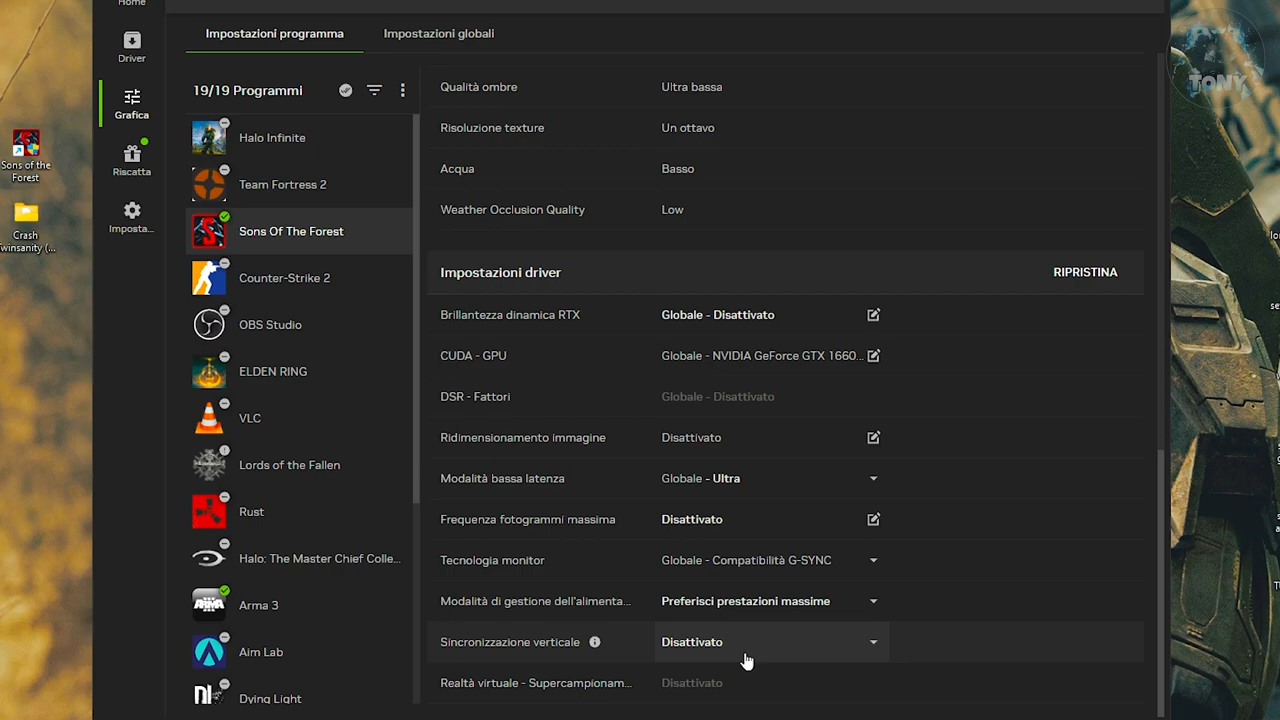 Home
Driver
Grafica
Riscatta
Imposta...
Sons of the
Forest
Crash
Twinsanity (...
Impostazioni programma
Impostazioni globali
19/19 Programmi
Halo Infinite
Team Fortress 2
Sons Of The Forest
Counter-Strike 2
OBS Studio
ELDEN RING
VLC
Lords of the Fallen
Rust
Halo: The Master Chief Colle...
Arma 3
Aim Lab
Dying Light
Qualità ombre Ultra bassa
Risoluzione texture Un ottavo
Acqua Basso
Weather Occlusion Quality Low
Impostazioni driver RIPRISTINA
Brillantezza dinamica RTX Globale - Disattivato
CUDA - GPU Globale - NVIDIA GeForce GTX 1660...
DSR - Fattori Globale - Disattivato
Ridimensionamento immagine Disattivato
Modalità bassa latenza Globale - Ultra
Frequenza fotogrammi massima Disattivato
Tecnologia monitor Globale - Compatibilità G-SYNC
Modalità di gestione dell'alimenta... Preferisci prestazioni massime
Sincronizzazione verticale Disattivato
Realtà virtuale - Supercampionam... Disattivato
TONY